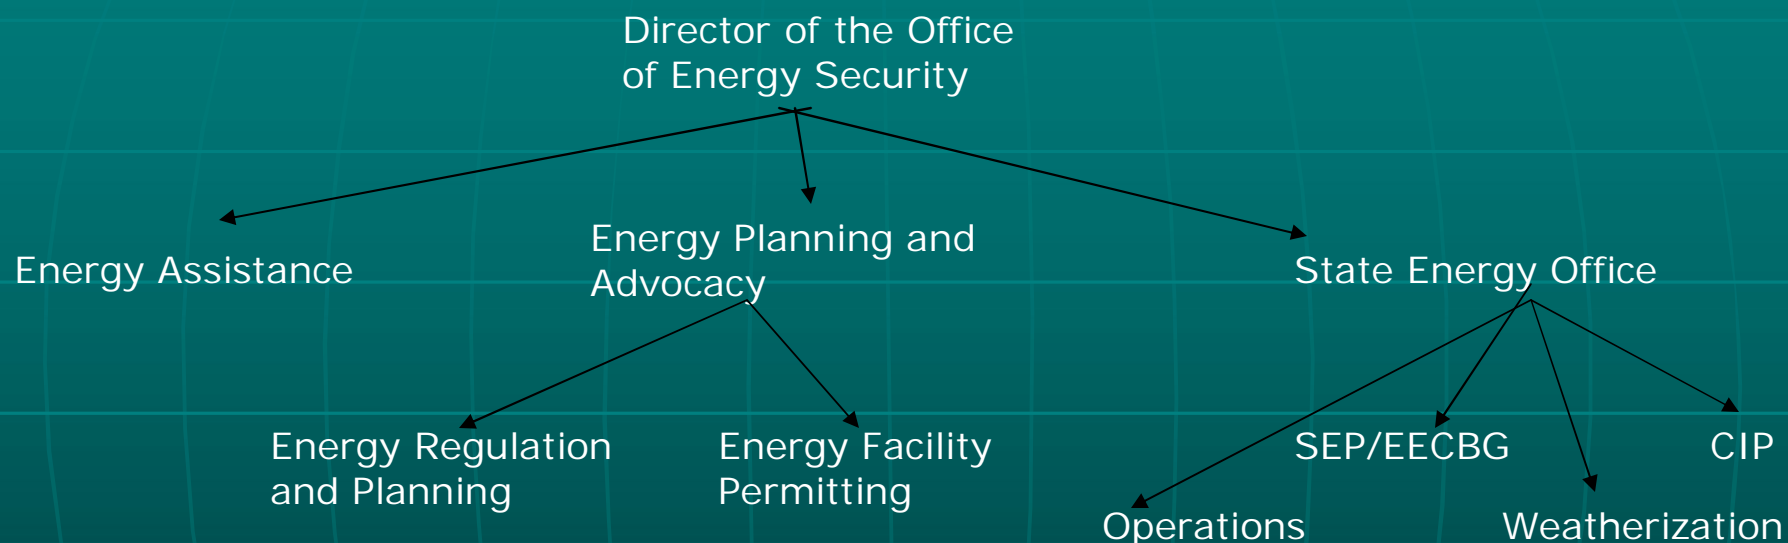 Director of the Office
of Energy Security
Energy Assistance
Energy Planning and
Advocacy
State Energy Office
Energy Regulation
and Planning
Energy Facility
Permitting
SEP/EECBG
CIP
Operations
Weatherization